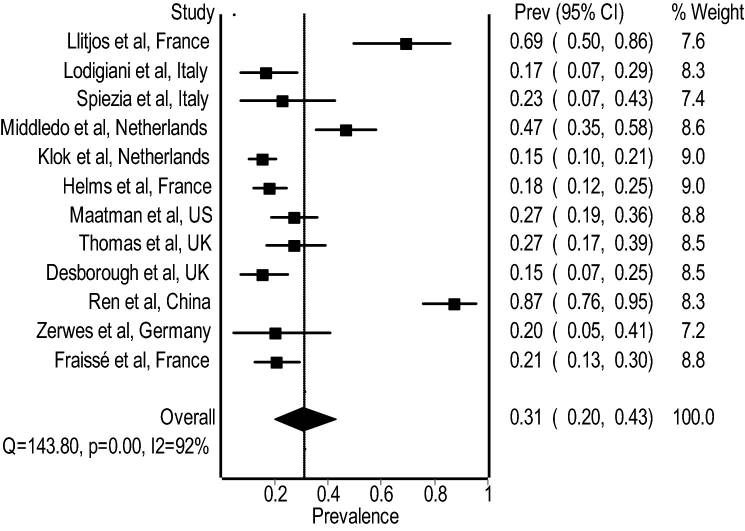 Study Prev (95% CI) % Weight
Llitjos et al, France 0.69 ( 0.50, 0.86) 7.6
Lodigiani et al, Italy 0.17 ( 0.07, 0.29) 8.3
Spiezia et al, Italy 0.23 ( 0.07, 0.43) 7.4
Middledo et al, Netherlands 0.47 ( 0.35, 0.58) 8.6
Klok et al, Netherlands 0.15 ( 0.10, 0.21) 9.0
Helms et al, France 0.18 ( 0.12, 0.25) 9.0
Maatman et al, US 0.27 ( 0.19, 0.36) 8.8
Thomas et al, UK 0.27 ( 0.17, 0.39) 8.5
Desborough et al, UK 0.15 ( 0.07, 0.25) 8.5
Ren et al, China 0.87 ( 0.76, 0.95) 8.3
Zerwes et al, Germany 0.20 ( 0.05, 0.41) 7.2
Fraissé et al, France 0.21 ( 0.13, 0.30) 8.8
Overall 0.31 ( 0.20, 0.43) 100.0
Q=143.80, p=0.00, I2=92%
0.2 0.4 0.6 0.8 1
Prevalence